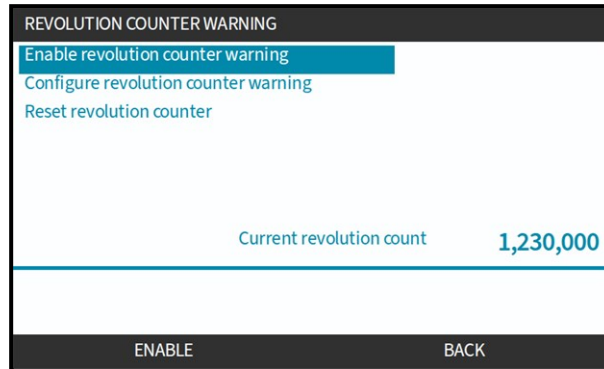 REVOLUTION COUNTER WARNING
Enable revolution counter warning
Configure revolution counter warning
Reset revolution counter
Current revolution count 1,230,000
ENABLE BACK